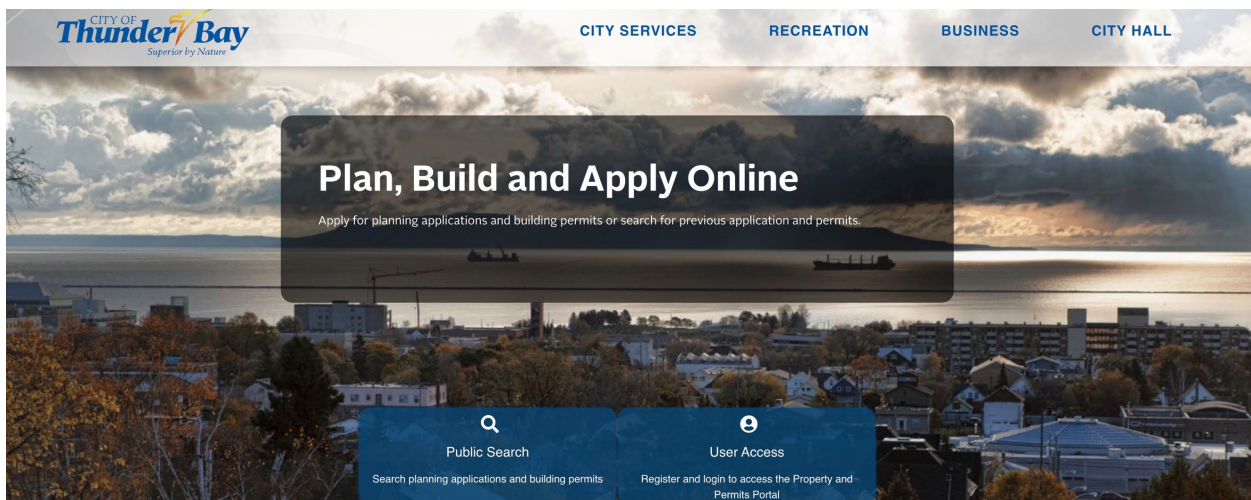 CITY OF
Thunder Bay
Superior by Nature
CITY SERVICES
RECREATION
BUSINESS
CITY HALL
Plan, Build and Apply Online
Apply for planning applications and building permits or search for previous application and permits.
Public Search
Search planning applications and building permits
User Access
Register and login to access the Property and
Permits Portal